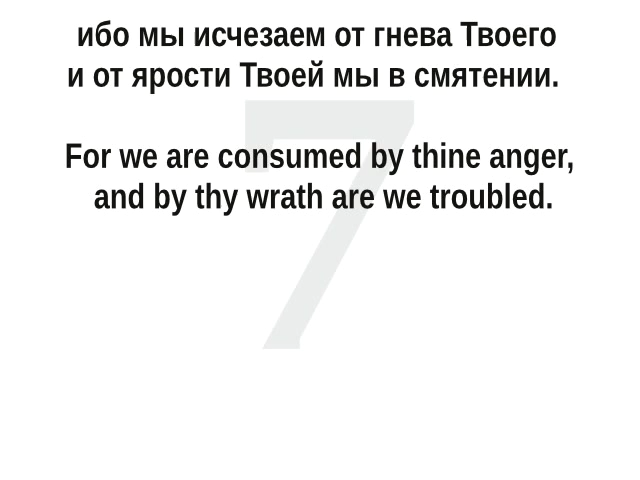 ибо мы исчезаем от гнева Твоего
и от ярости Твоей мы в смятении.
For we are consumed by thine anger,
and by thy wrath are we troubled.
7